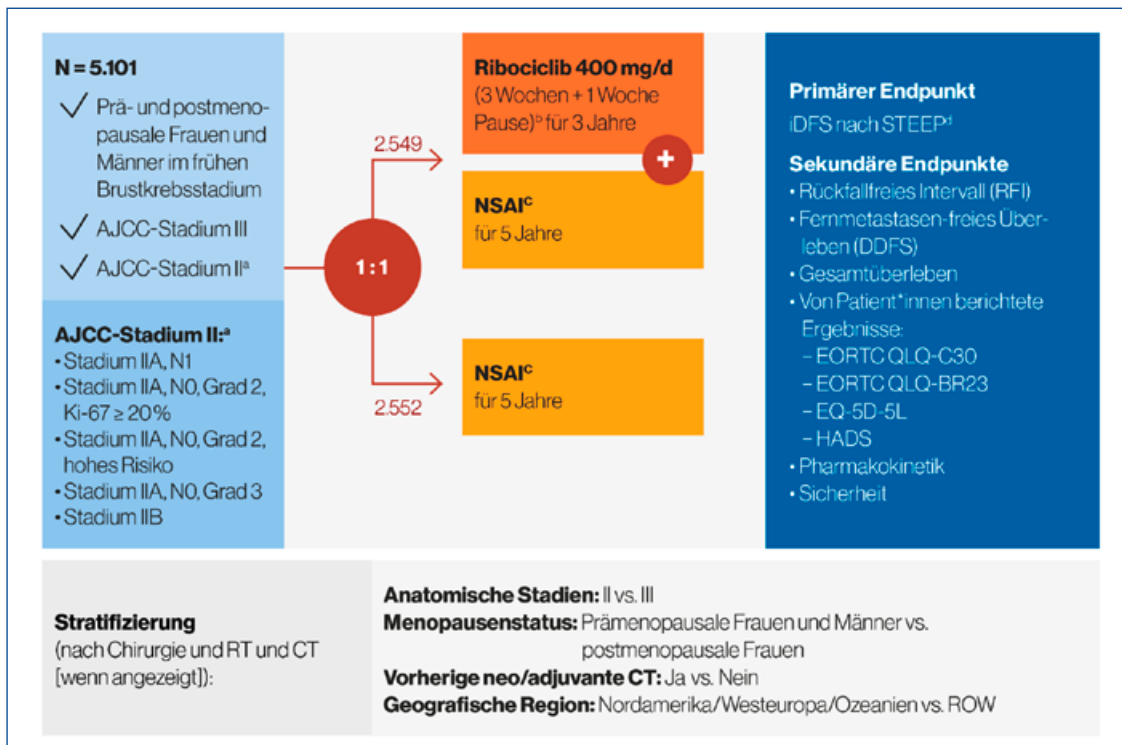 N = 5.101
✓ Prä- und postmeno-
pausale Frauen und
Männer im frühen
Brustkrebsstadium
✓ AJCC-Stadium III
✓ AJCC-Stadium IIᵃ
AJCC-Stadium II:ᵃ
• Stadium IIA, N1
• Stadium IIA, N0, Grad 2,
Ki-67 ≥ 20%
• Stadium IIA, N0, Grad 2,
hohes Risiko
• Stadium IIA, N0, Grad 3
• Stadium IIB
1:1
2.549
2.552
Ribociclib 400 mg/d
(3 Wochen + 1 Woche
Pause)ᵇ für 3 Jahre
+
NSAIᶜ
für 5 Jahre
NSAIᶜ
für 5 Jahre
Primärer Endpunkt
iDFS nach STEEPᵈ
Sekundäre Endpunkte
• Rückfallfreies Intervall (RFI)
• Fernmetastasen-freies Über-
leben (DDFS)
• Gesamtüberleben
• Von Patient*innen berichtete
Ergebnisse:
– EORTC QLQ-C30
– EORTC QLQ-BR23
– EQ-5D-5L
– HADS
• Pharmakokinetik
• Sicherheit
Stratifizierung
(nach Chirurgie und RT und CT
[wenn angezeigt]):
Anatomische Stadien: II vs. III
Menopausenstatus: Prämenopausale Frauen und Männer vs.
postmenopausale Frauen
Vorherige neo/adjuvante CT: Ja vs. Nein
Geografische Region: Nordamerika/Westeuropa/Ozeanien vs. ROW